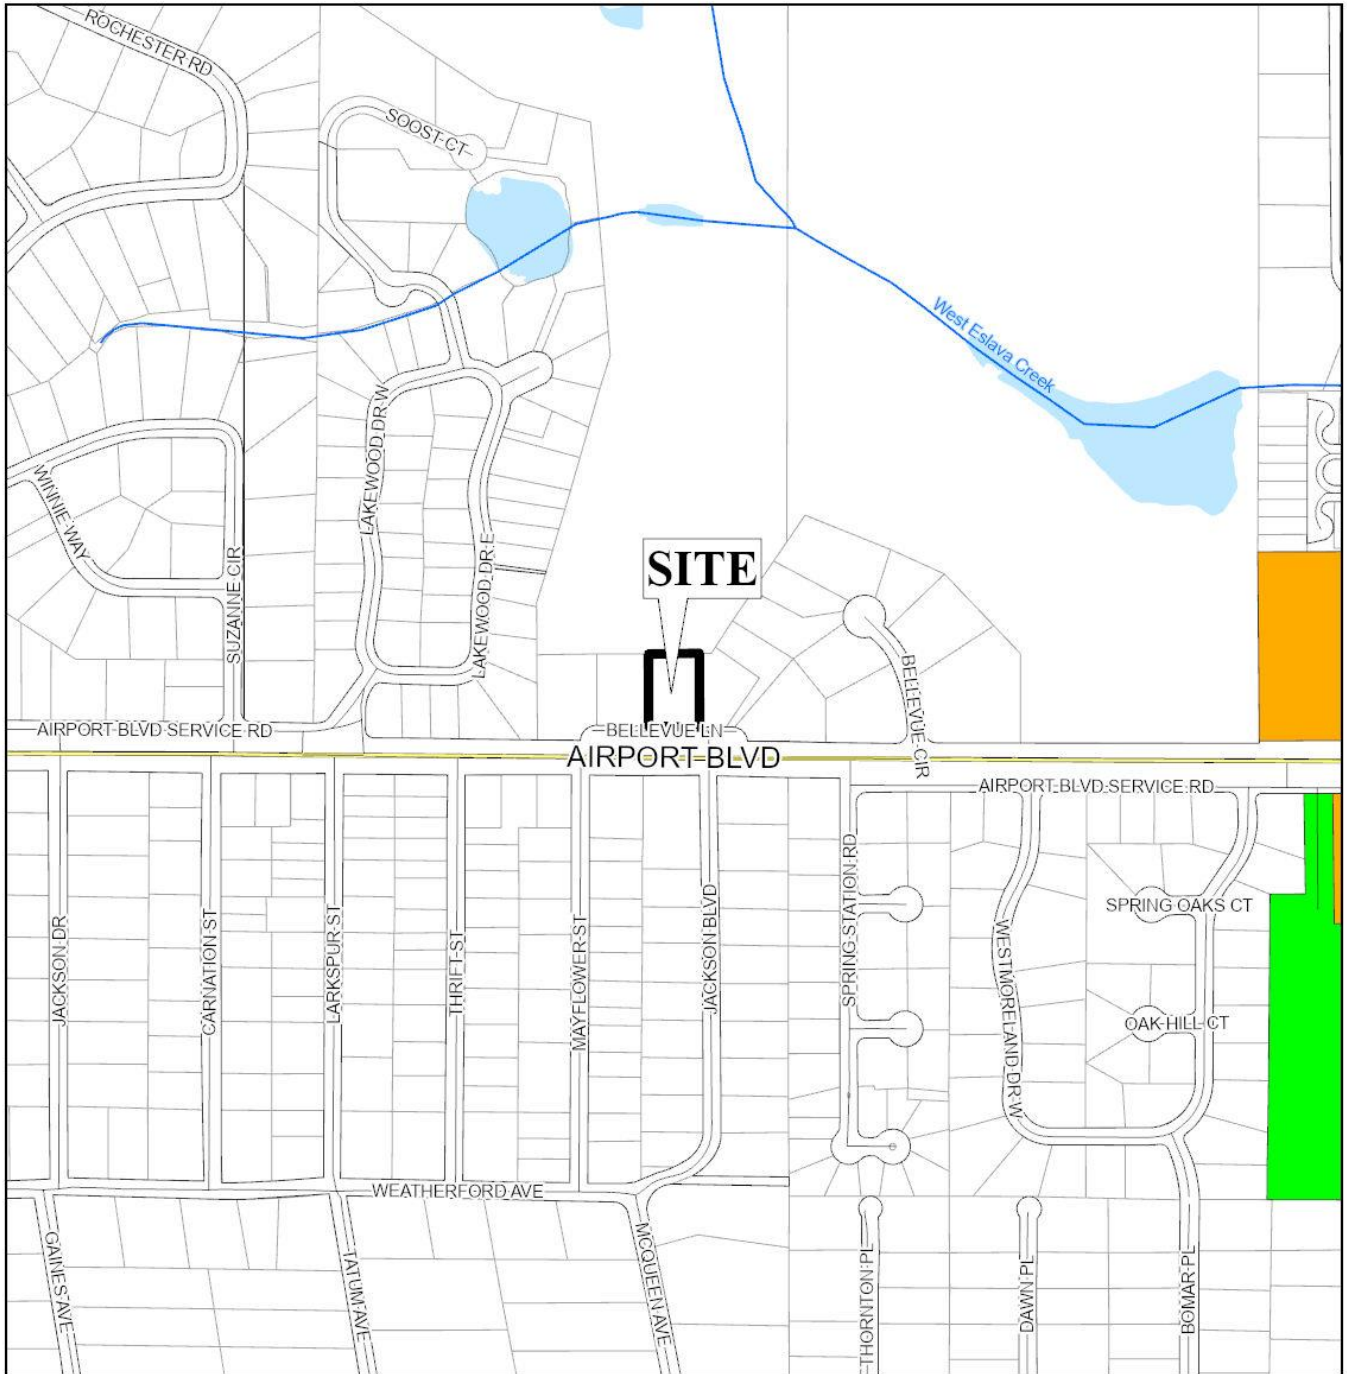 ROCHESTER RD
SOOST CT
West Eslava Creek
LAKEWOOD DR W
WINNIE WAY
SUZANNE CIR
LAKEWOOD DR E
SITE
BELLEVUE CIR
AIRPORT BLVD SERVICE RD
BELLEVUE LN
AIRPORT BLVD
AIRPORT BLVD SERVICE RD
JACKSON DR
CARNATION ST
LARKSPUR ST
THRIFT ST
MAYFLOWER ST
JACKSON BLVD
SPRING STATION RD
WESTMORELAND DR W
SPRING OAKS CT
OAK HILL CT
WEATHERFORD AVE
GAINES AVE
TATUM AVE
MCQUEEN AVE
THORNTON PL
DAWN PL
BOMAR PL